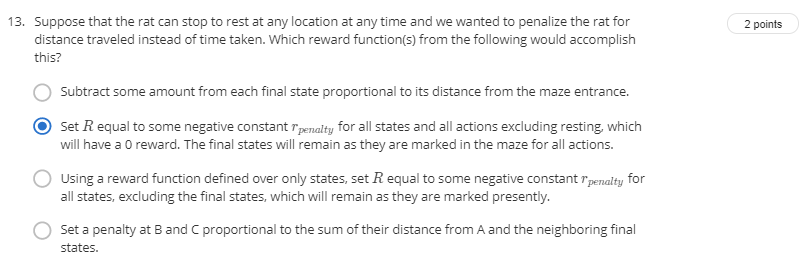 13. Suppose that the rat can stop to rest at any location at any time and we wanted to penalize the rat for
distance traveled instead of time taken. Which reward function(s) from the following would accomplish
this?
2 points
Subtract some amount from each final state proportional to its distance from the maze entrance.
Set R equal to some negative constant r_penalty for all states and all actions excluding resting, which
will have a 0 reward. The final states will remain as they are marked in the maze for all actions.
Using a reward function defined over only states, set R equal to some negative constant r_penalty for
all states, excluding the final states, which will remain as they are marked presently.
Set a penalty at B and C proportional to the sum of their distance from A and the neighboring final
states.